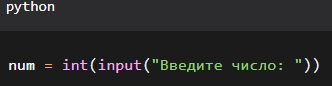 python
num = int(input("Введите число: "))